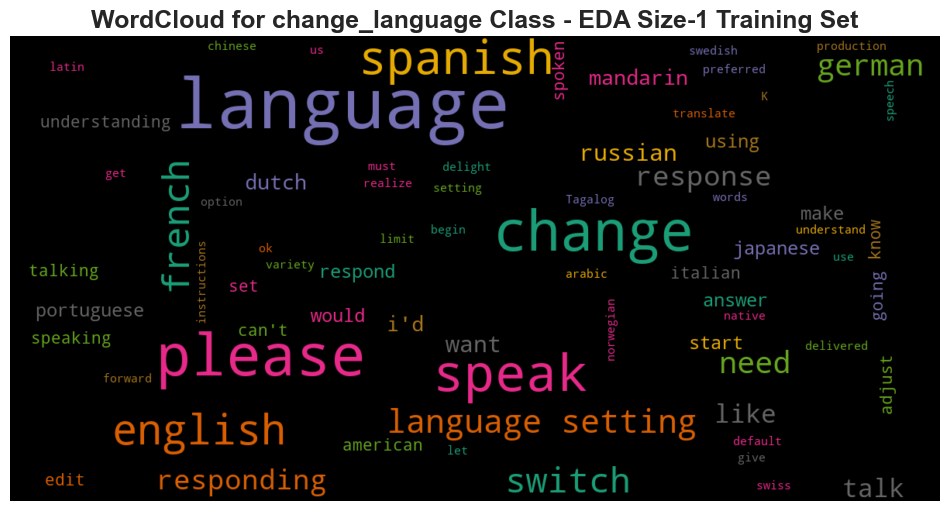 WordCloud for change_language Class - EDA Size-1 Training Set
chinese
us
spanish
spoken
swedish
production
latin
mandarin
preferred
german
language
K
speech
understanding
translate
using
russian
french
must
delight
get
dutch
realize
setting
response
option
Tagalog
words
change
make
understand
know
begin
limit
ok
japanese
use
variety
talking
instructions
respond
arabic
italian
going
set
portuguese
would
i'd
norwegian
answer
native
speaking
can't
want
start
delivered
please
speak
need
adjust
forward
english
language setting
like
american
let
default
give
edit
responding
switch
swiss
talk